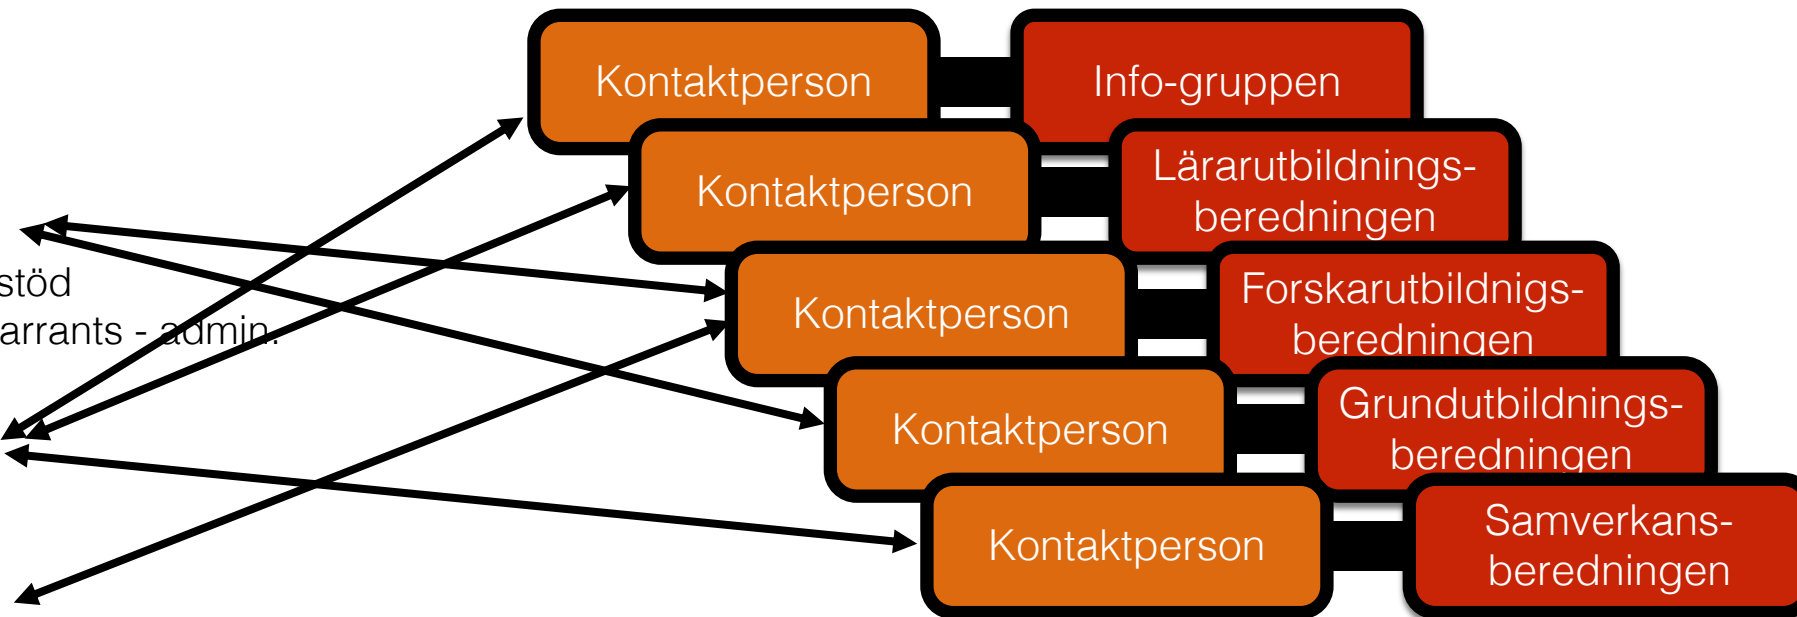 Kontaktperson
Info-gruppen
Kontaktperson
Lärarutbildnings-
beredningen
stöd
arrants - admin.
Kontaktperson
Forskarutbildnigs-
beredningen
Kontaktperson
Grundutbildnings-
beredningen
Kontaktperson
Samverkans-
beredningen